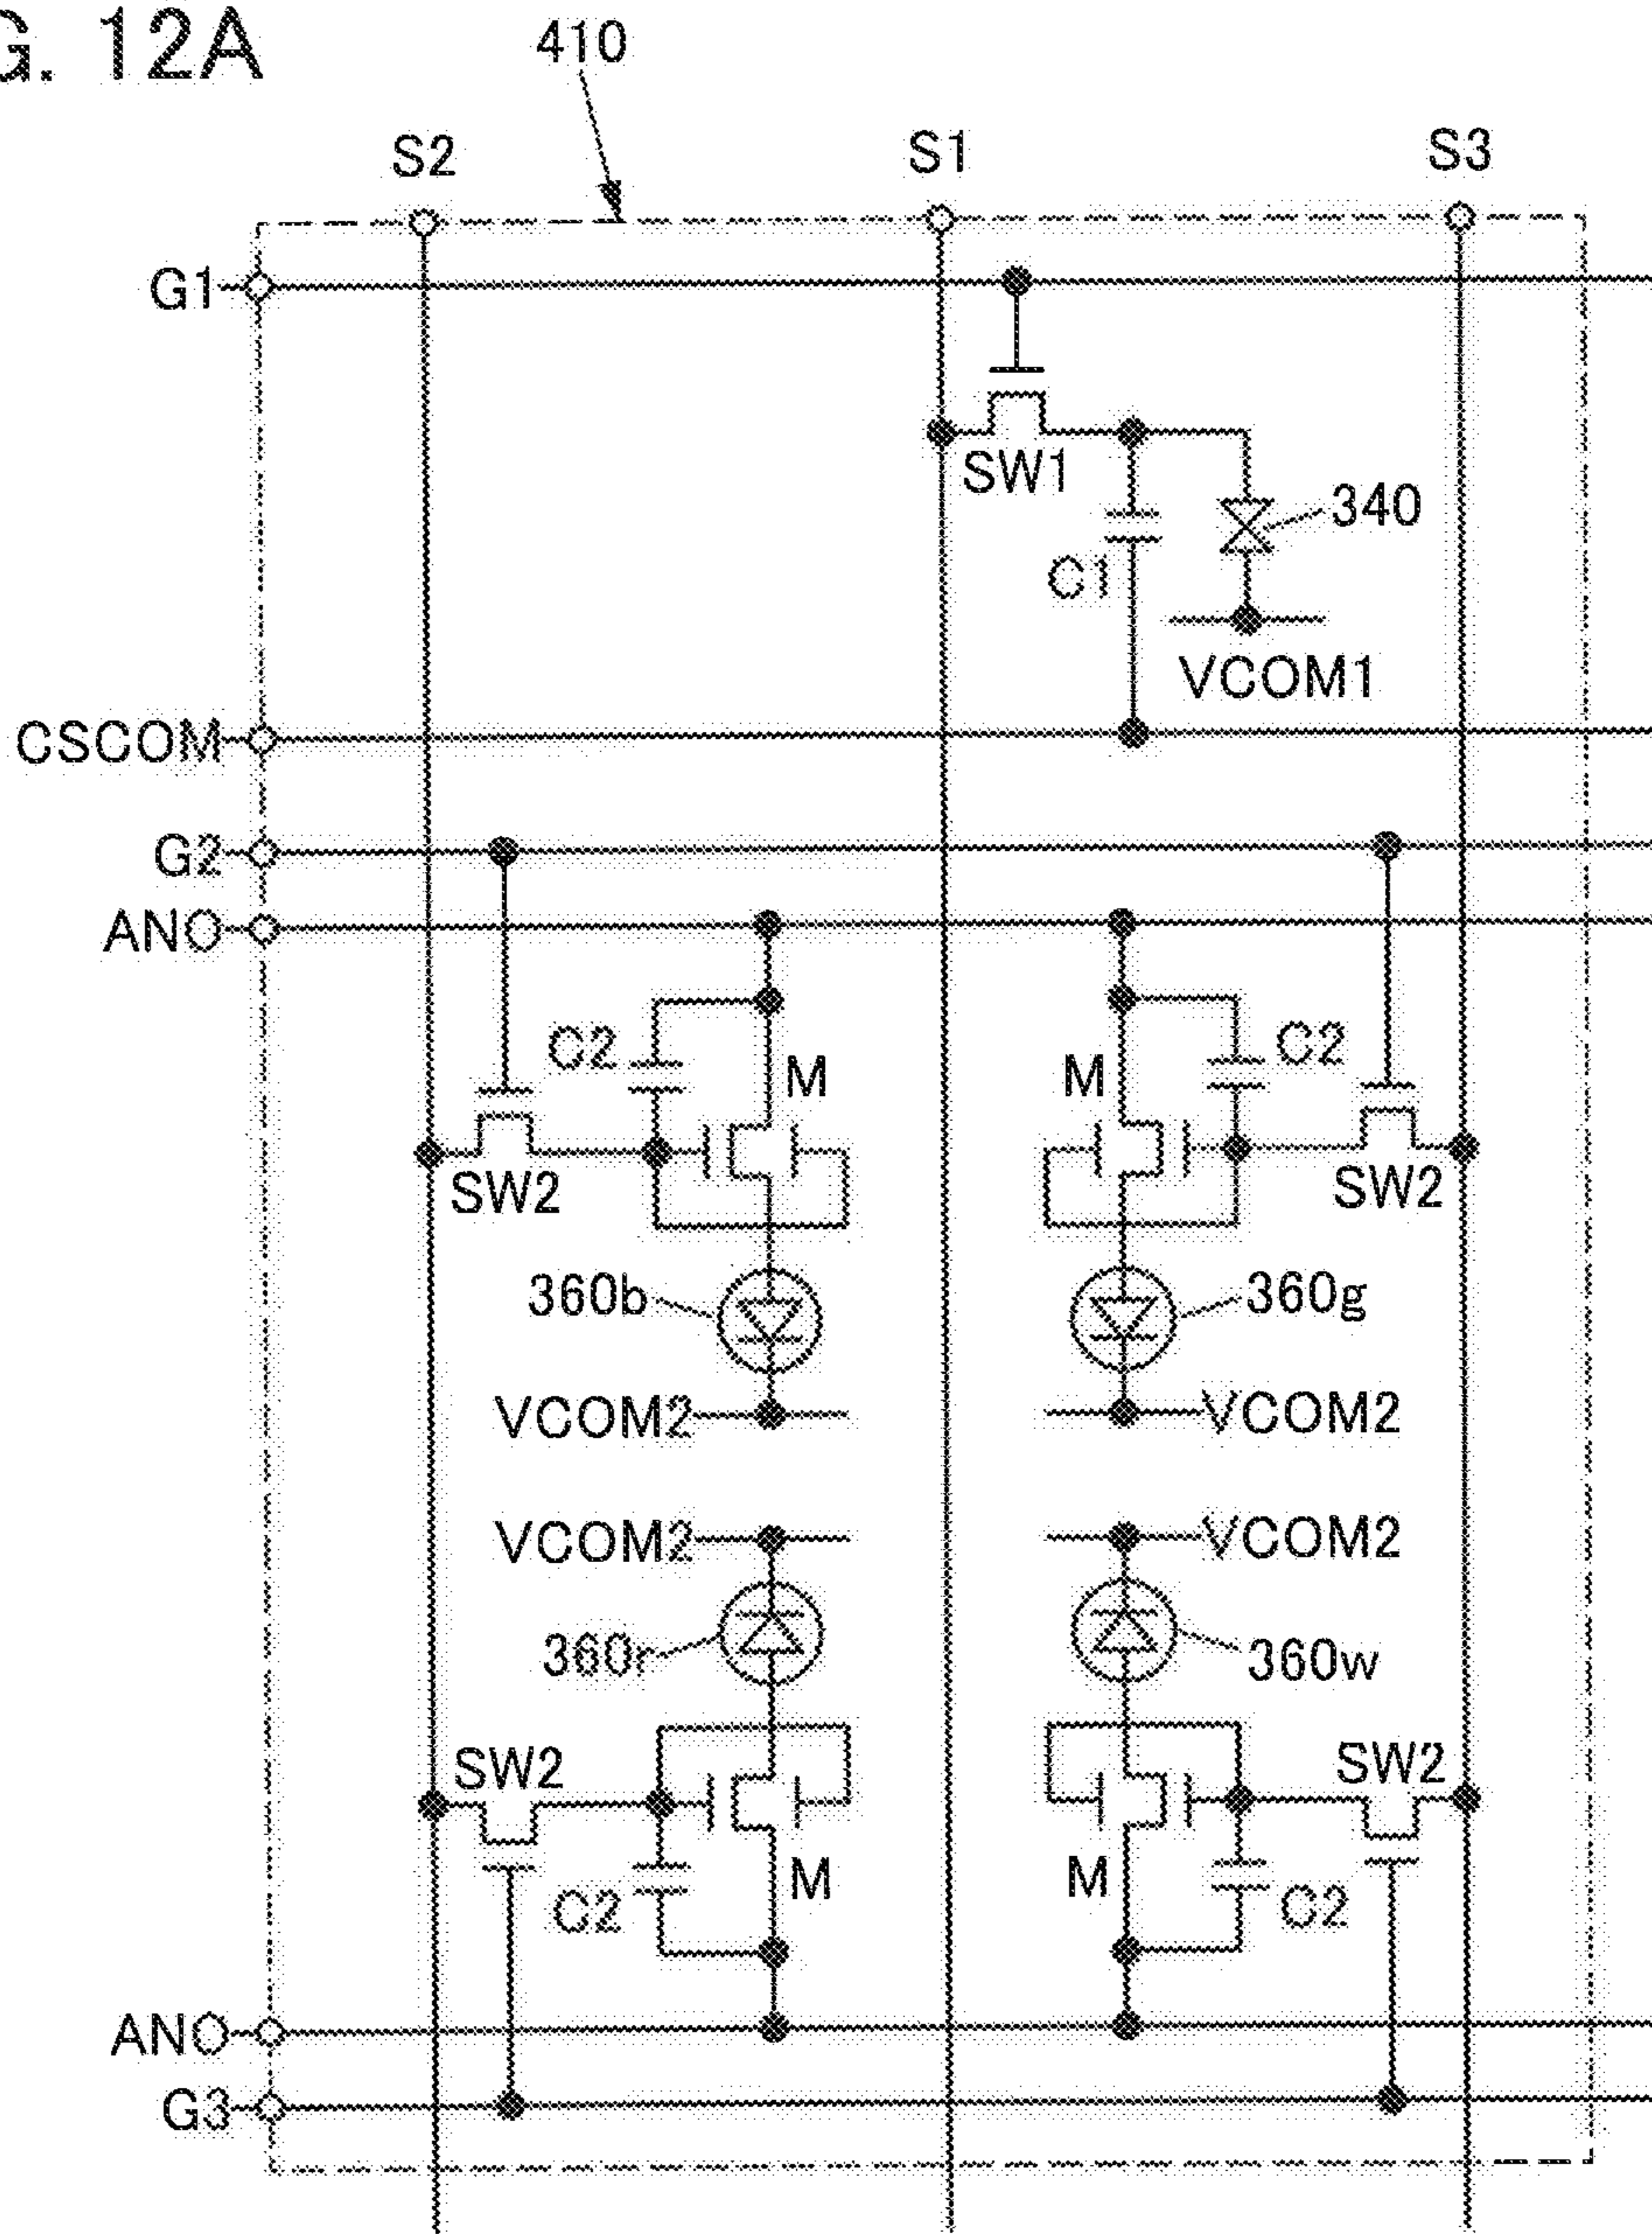 G. 12A
410
S2 S1 S3
G1
SW1
340
C1
VCOM1
CSCOM
G2
ANO
C2 M M C2
SW2 SW2
360b 360g
VCOM2 VCOM2
VCOM2 VCOM2
360r 360w
SW2 SW2
C2 M M C2
ANO
G3